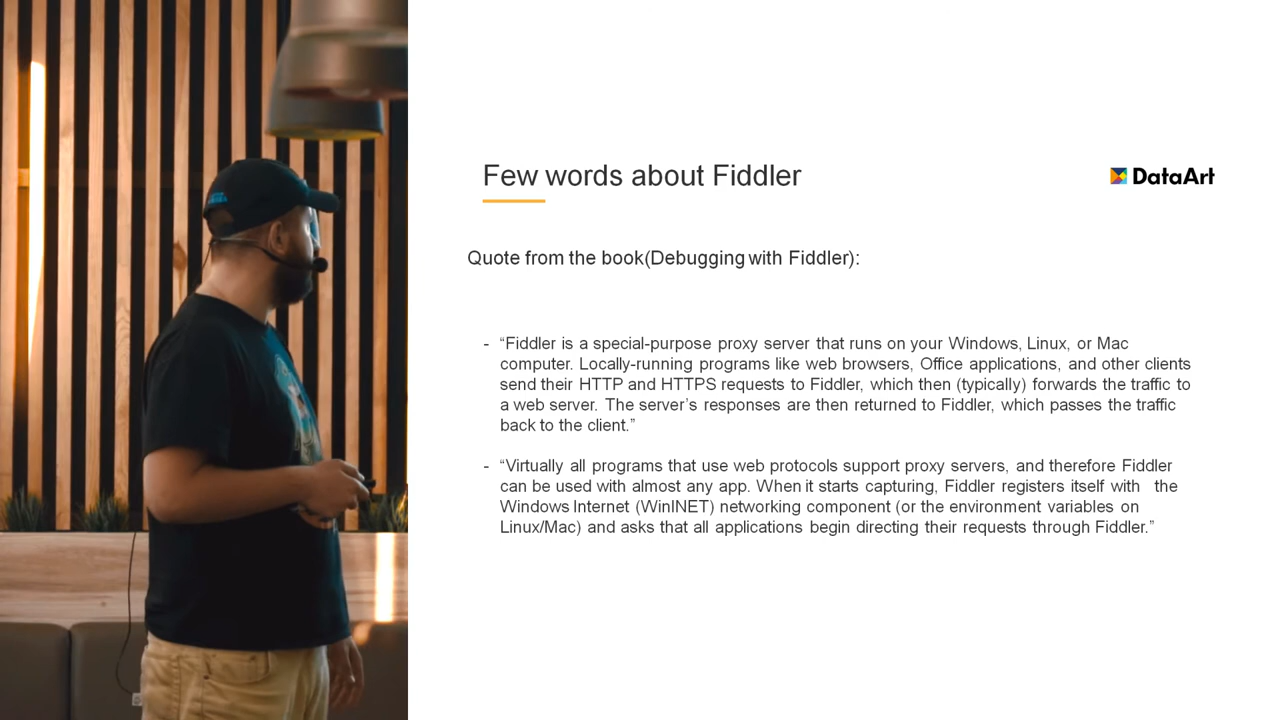 Few words about Fiddler
DataArt
Quote from the book(Debugging with Fiddler):
- “Fiddler is a special-purpose proxy server that runs on your Windows, Linux, or Mac
computer. Locally-running programs like web browsers, Office applications, and other clients
send their HTTP and HTTPS requests to Fiddler, which then (typically) forwards the traffic to
a web server. The server’s responses are then returned to Fiddler, which passes the traffic
back to the client.”
- “Virtually all programs that use web protocols support proxy servers, and therefore Fiddler
can be used with almost any app. When it starts capturing, Fiddler registers itself with the
Windows Internet (WinINET) networking component (or the environment variables on
Linux/Mac) and asks that all applications begin directing their requests through Fiddler.”